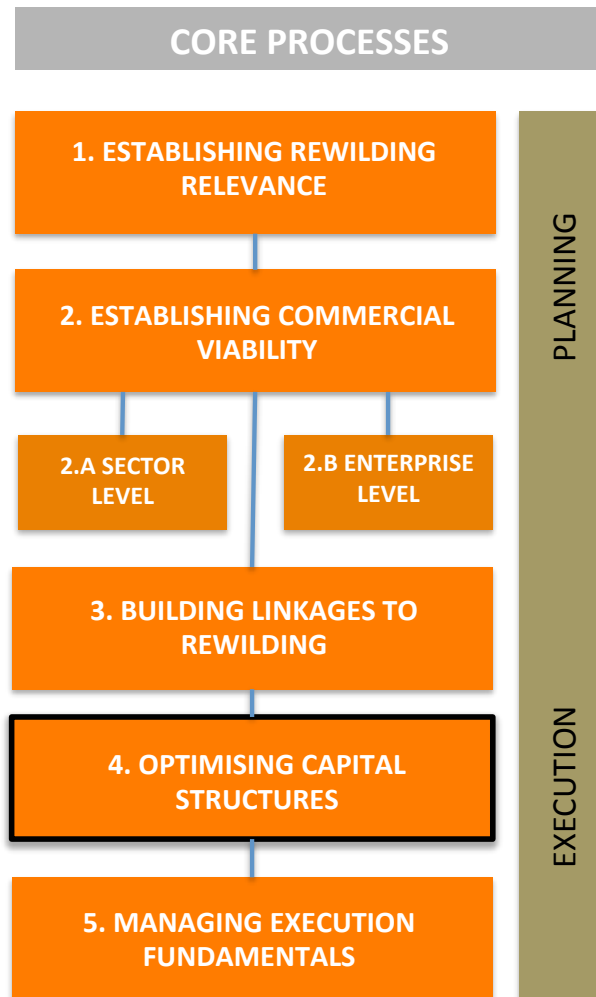 CORE PROCESSES
1. ESTABLISHING REWILDING
RELEVANCE
PLANNING
2. ESTABLISHING COMMERCIAL
VIABILITY
2.A SECTOR
LEVEL
2.B ENTERPRISE
LEVEL
3. BUILDING LINKAGES TO
REWILDING
4. OPTIMISING CAPITAL
STRUCTURES
EXECUTION
5. MANAGING EXECUTION
FUNDAMENTALS